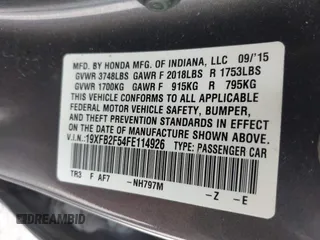 MFD. BY HONDA MFG OF INDIANA, LLC 09/'15
GVWR 3748LBS GAWR F 2018LBS R 1753LBS
GVWR 1700KG GAWR F 915KG R 795KG
THIS VEHICLE CONFORMS TO ALL APPLICABLE
FEDERAL MOTOR VEHICLE SAFETY, BUMPER,
AND THEFT PREVENTION STANDARDS IN EFFECT
ON THE DATE OF MANUFACTURE SHOWN ABOVE.
V.I.N.:19XFB2F54FE114926 TYPE: PASSENGER CAR
TR3 F AF7 -NH797M -Z -E
DREAMBID